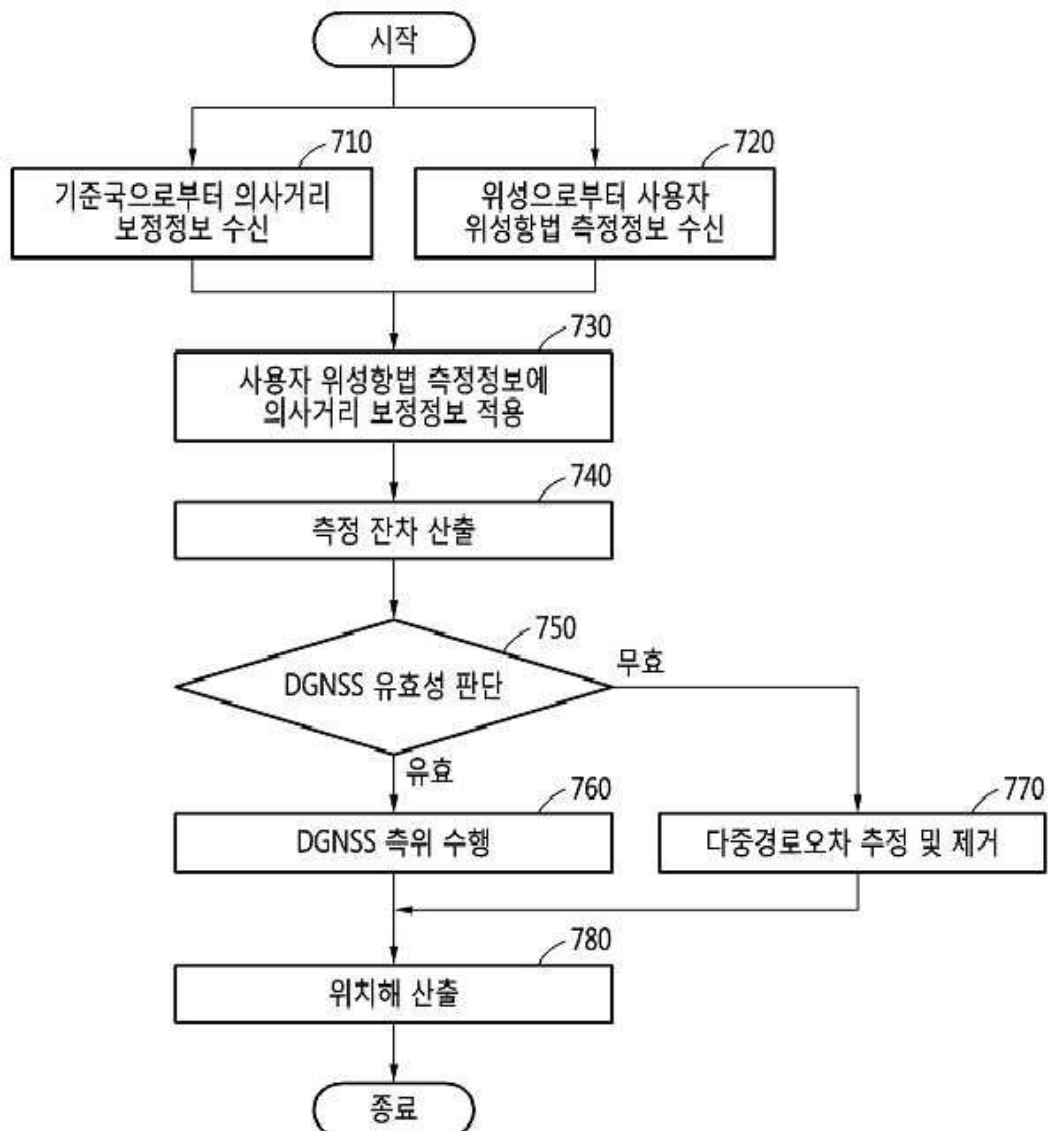 시작
710
기준국으로부터 의사거리
보정정보 수신
720
위성으로부터 사용자
위성항법 측정정보 수신
730
사용자 위성항법 측정정보에
의사거리 보정정보 적용
740
측정 잔차 산출
750
DGNSS 유효성 판단
무효
유효
760
DGNSS 측위 수행
770
다중경로오차 추정 및 제거
780
위치해 산출
종료